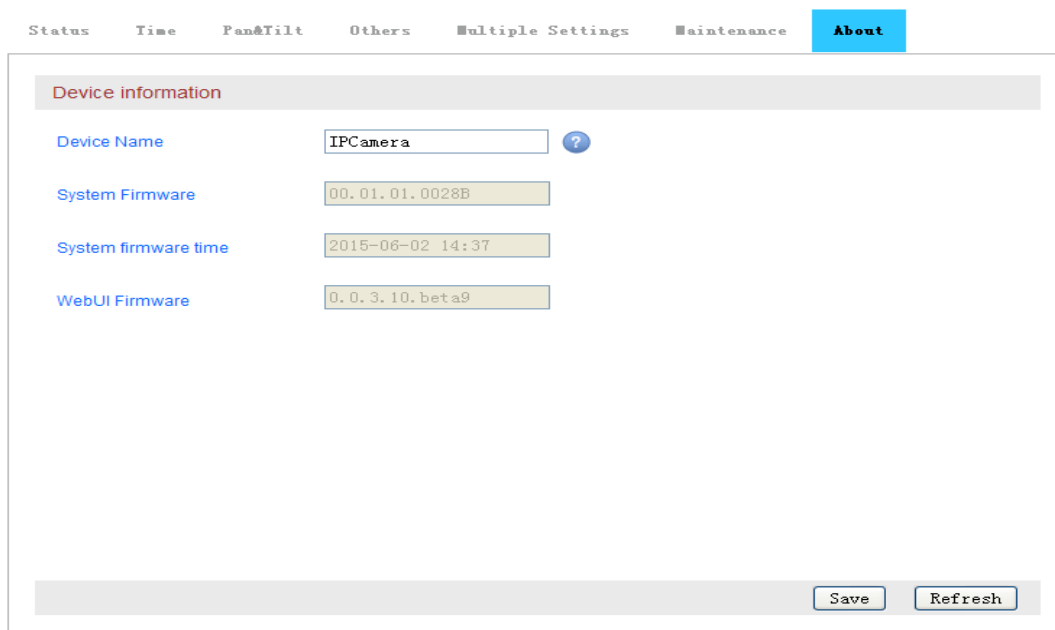 Status Time Pan&Tilt Others Multiple Settings Maintenance About
Device information
Device Name IPCamera ?
System Firmware 00.01.01.0028B
System firmware time 2015-06-02 14:37
WebUI Firmware 0.0.3.10.beta9
Save Refresh